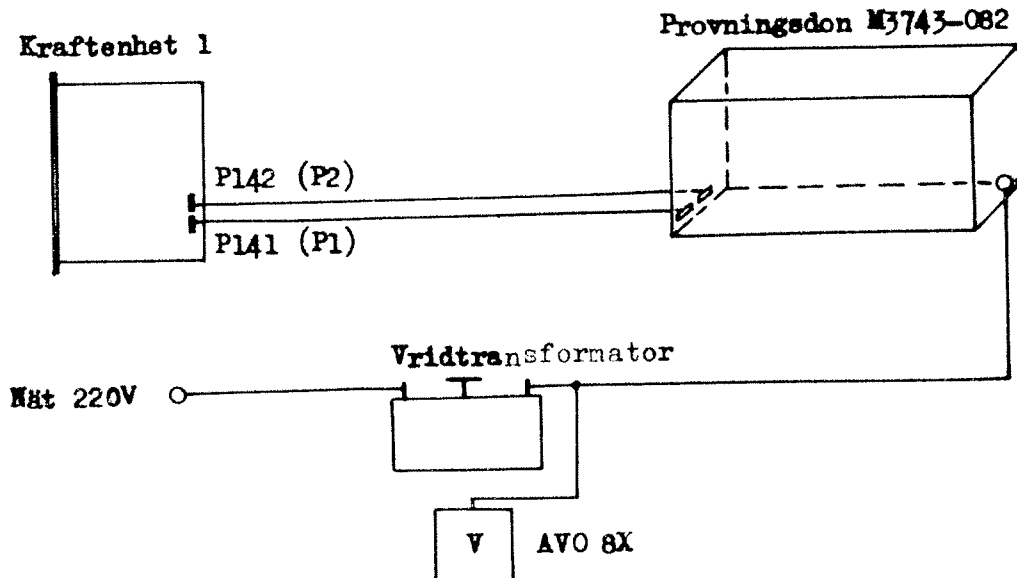 Provningsdon M3743-082
Kraftenhet 1
P142 (P2)
P141 (P1)
Vridtransformator
Nät 220V
V
AVO 8X